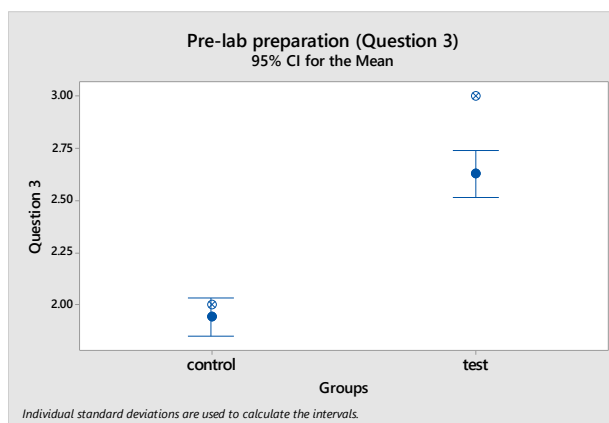 Pre-lab preparation (Question 3)
95% CI for the Mean
Question 3
3.00
2.75
2.50
2.25
2.00
control
test
Groups
Individual standard deviations are used to calculate the intervals.